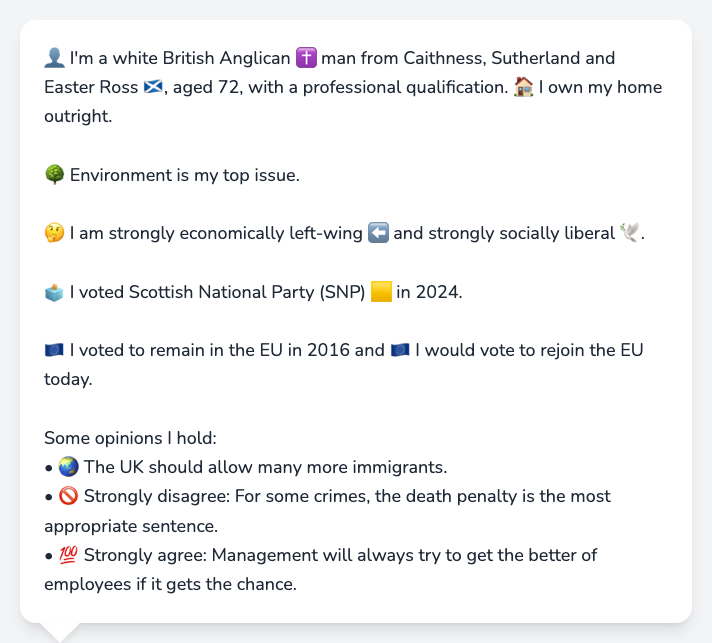 👤 I'm a white British Anglican ✝️ man from Caithness, Sutherland and
Easter Ross 🏴󠁧󠁢󠁳󠁣󠁴󠁿, aged 72, with a professional qualification. 🏠 I own my home
outright.
🌳 Environment is my top issue.
🤔 I am strongly economically left-wing ⬅️ and strongly socially liberal 🕊️.
🗳️ I voted Scottish National Party (SNP) 🟨 in 2024.
🇪🇺 I voted to remain in the EU in 2016 and 🇪🇺 I would vote to rejoin the EU
today.
Some opinions I hold:
• 🌏 The UK should allow many more immigrants.
• 🚫 Strongly disagree: For some crimes, the death penalty is the most
appropriate sentence.
• 💯 Strongly agree: Management will always try to get the better of
employees if it gets the chance.